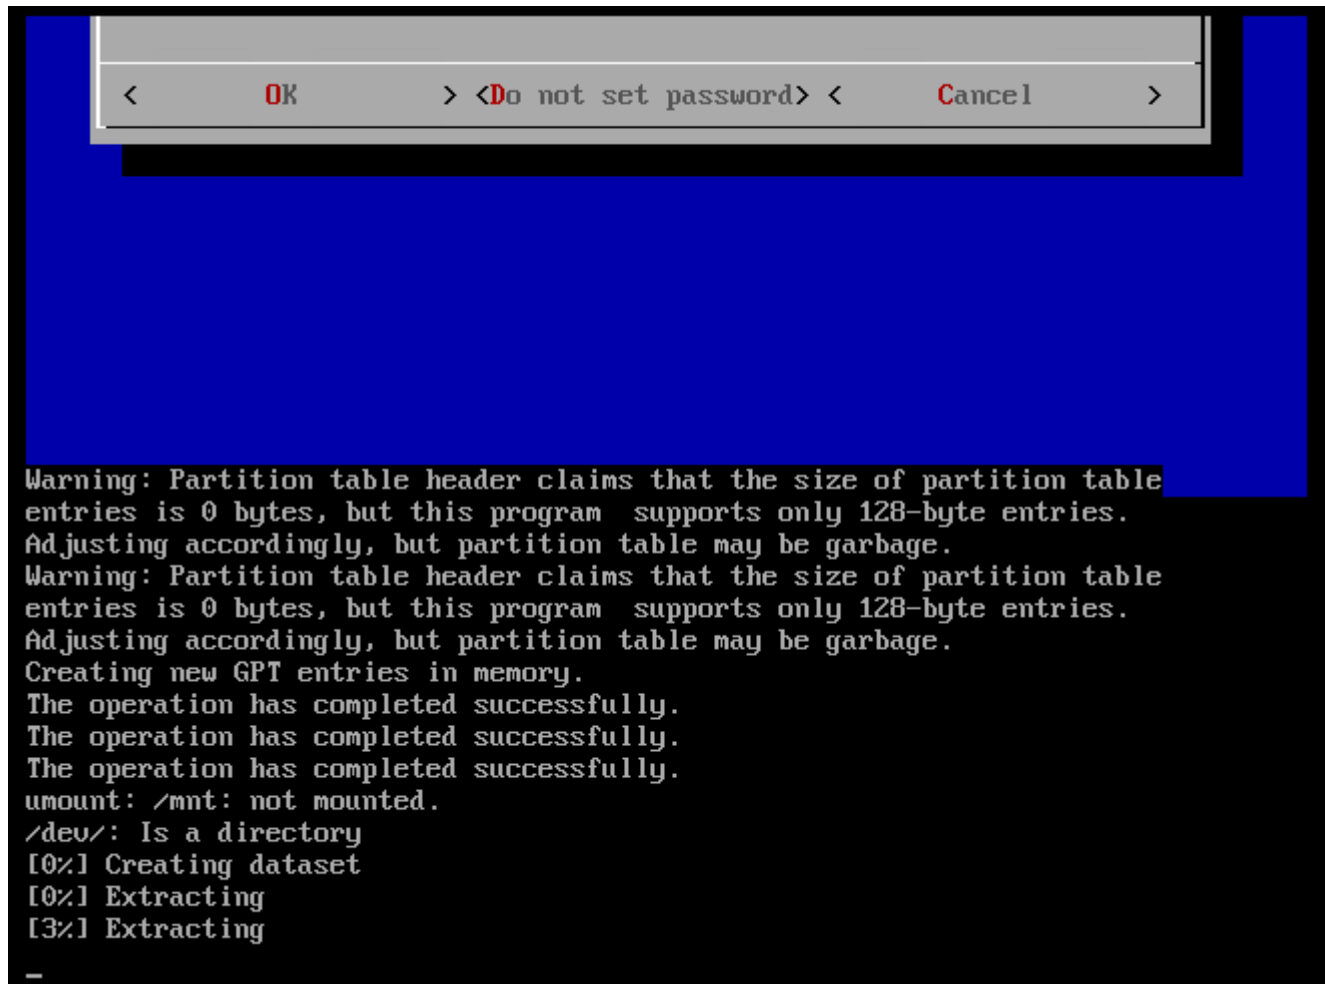 <        OK         > <Do not set password> <      Cancel       >
Warning: Partition table header claims that the size of partition table
entries is 0 bytes, but this program  supports only 128-byte entries.
Adjusting accordingly, but partition table may be garbage.
Warning: Partition table header claims that the size of partition table
entries is 0 bytes, but this program  supports only 128-byte entries.
Adjusting accordingly, but partition table may be garbage.
Creating new GPT entries in memory.
The operation has completed successfully.
The operation has completed successfully.
The operation has completed successfully.
umount: /mnt: not mounted.
/dev/: Is a directory
[0%] Creating dataset
[0%] Extracting
[3%] Extracting
_